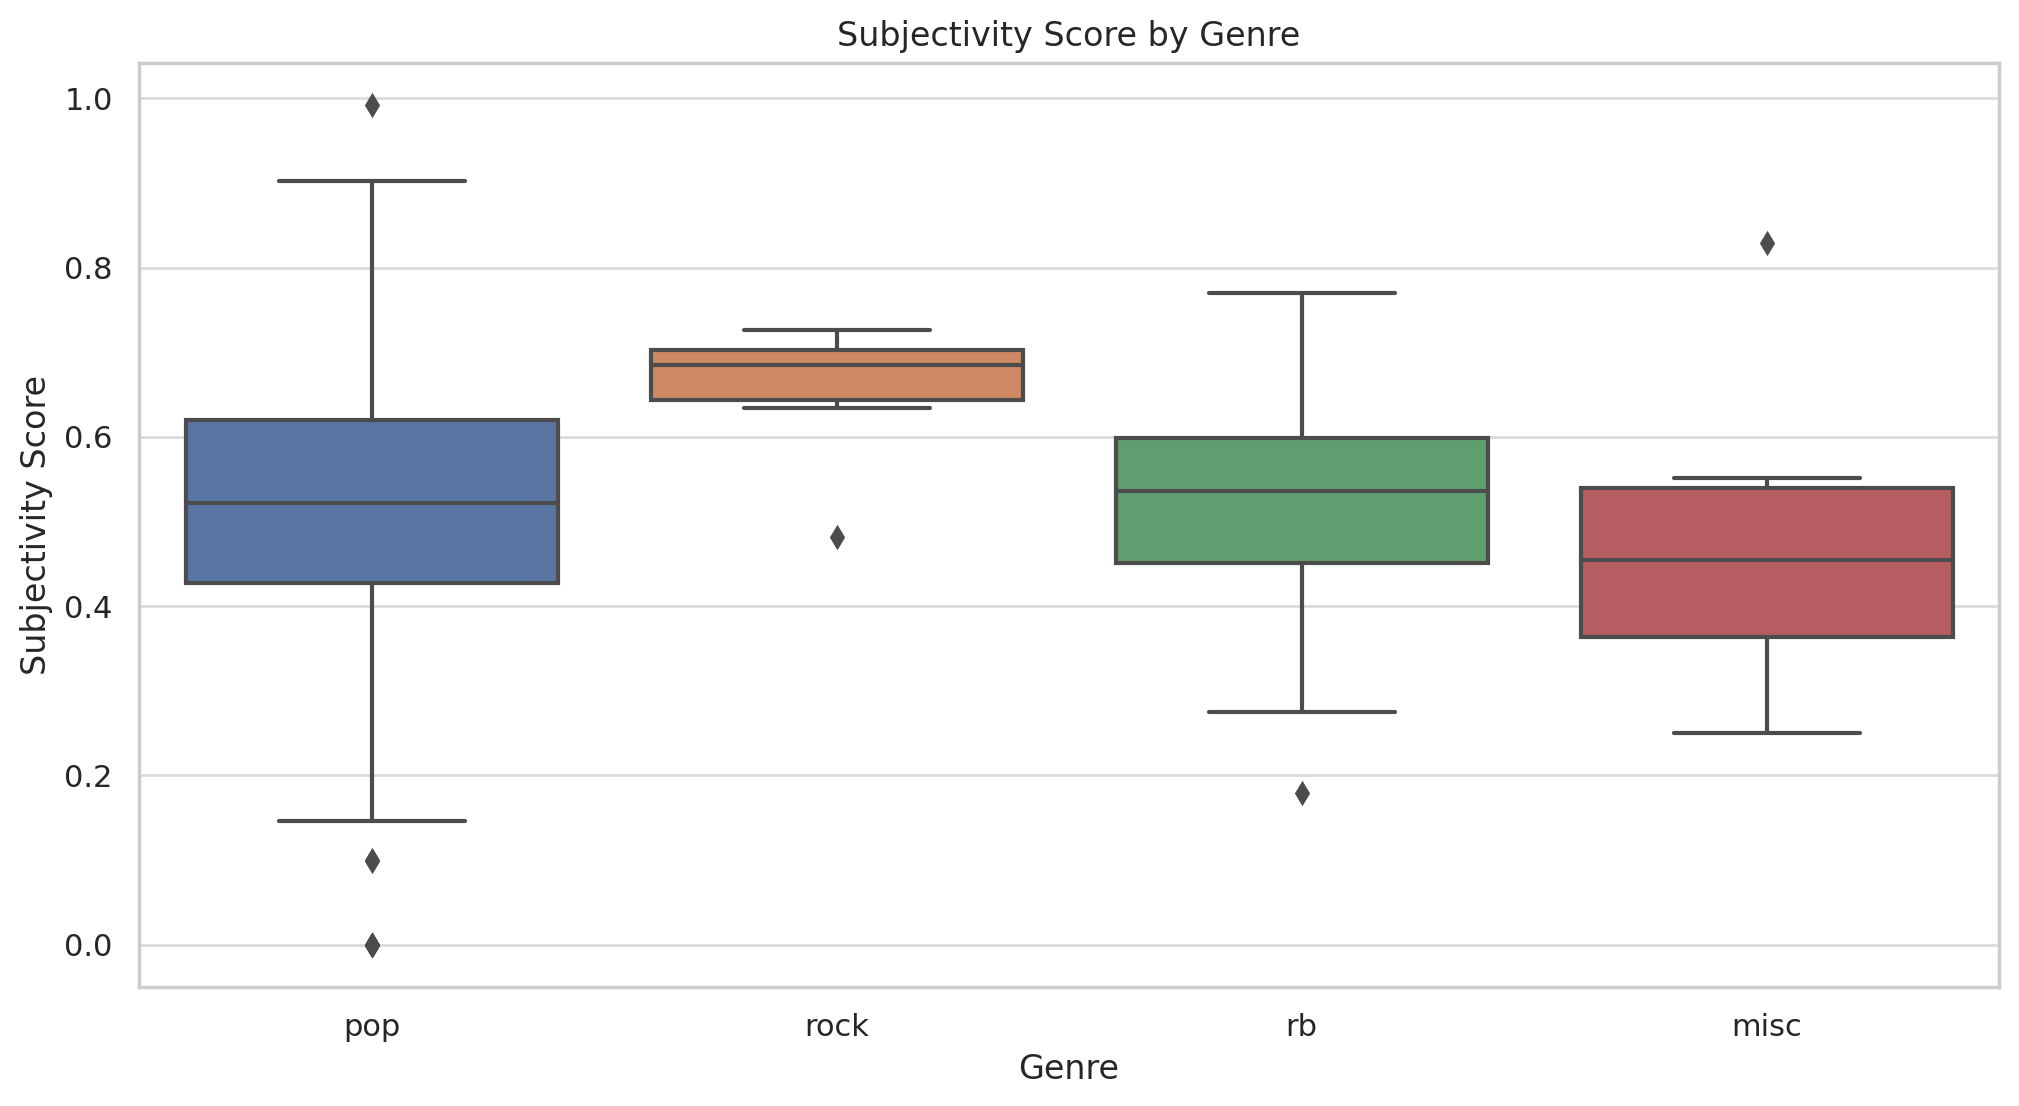 Subjectivity Score by Genre
Subjectivity Score
1.0
0.8
0.6
0.4
0.2
0.0
pop
rock
rb
misc
Genre